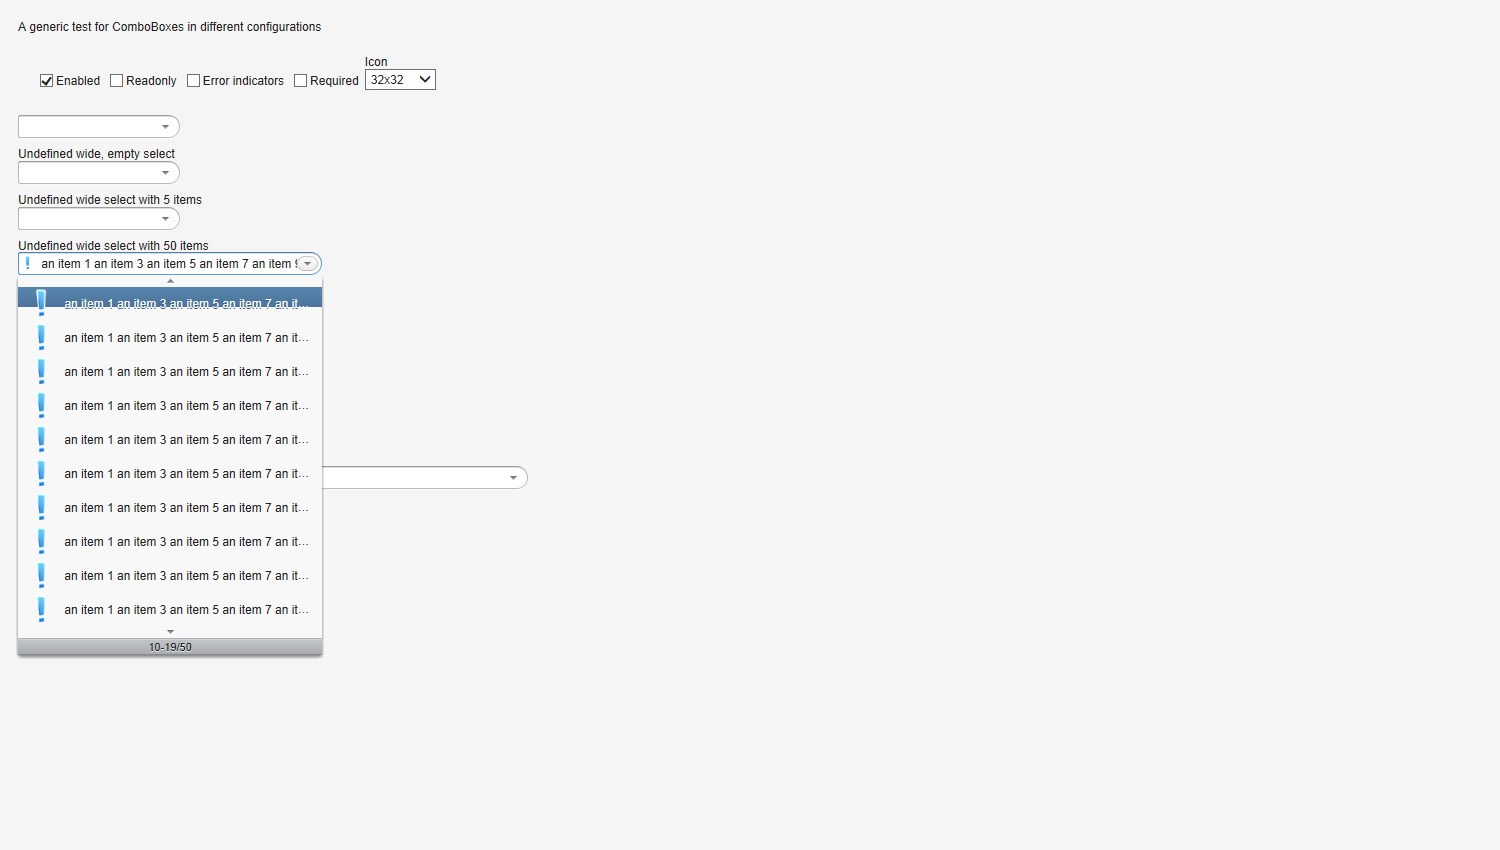 A generic test for ComboBoxes in different configurations
Icon
Enabled Readonly Error indicators Required 32x32
Undefined wide, empty select
Undefined wide select with 5 items
Undefined wide select with 50 items
an item 1 an item 3 an item 5 an item 7 an item
an item 1 an item 3 an item 5 an item 7 an it...
an item 1 an item 3 an item 5 an item 7 an it...
an item 1 an item 3 an item 5 an item 7 an it...
an item 1 an item 3 an item 5 an item 7 an it...
an item 1 an item 3 an item 5 an item 7 an it...
an item 1 an item 3 an item 5 an item 7 an it...
an item 1 an item 3 an item 5 an item 7 an it...
an item 1 an item 3 an item 5 an item 7 an it...
an item 1 an item 3 an item 5 an item 7 an it...
an item 1 an item 3 an item 5 an item 7 an it...
10-19/50